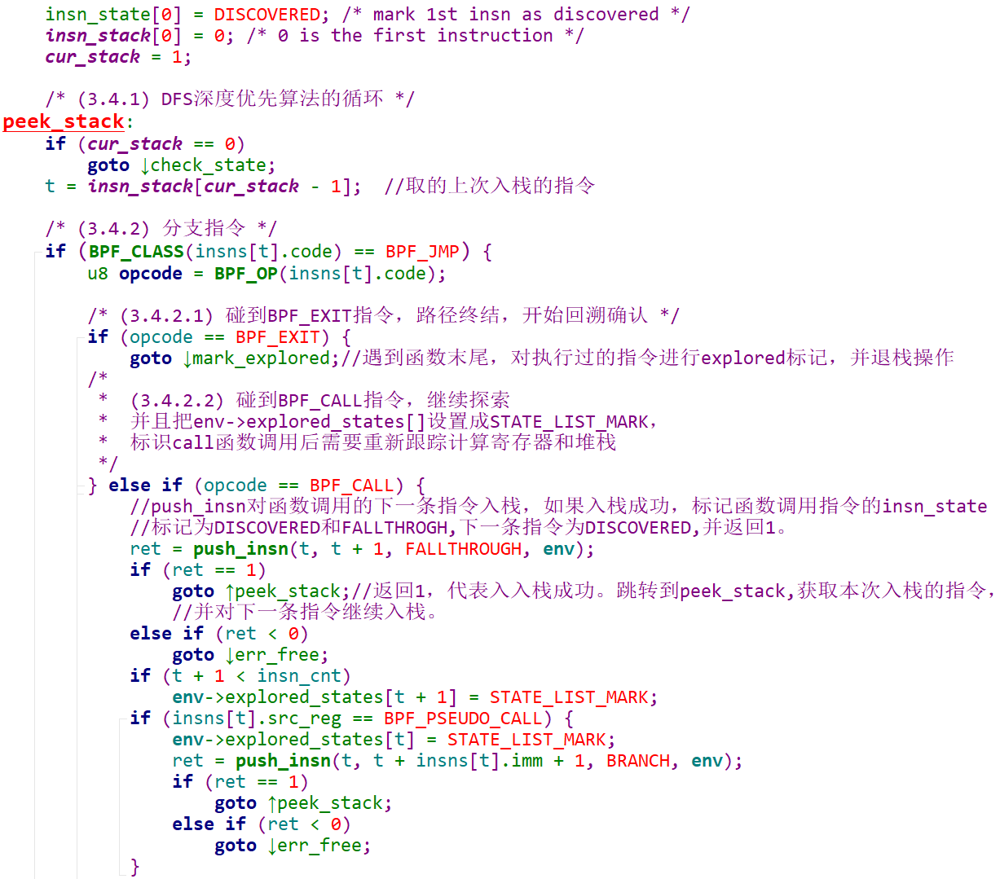 insn_state[0] = DISCOVERED; /* mark 1st insn as discovered */
insn_stack[0] = 0; /* 0 is the first instruction */
cur_stack = 1;
/* (3.4.1) DFS深度优先算法的循环 */
peek_stack:
if (cur_stack == 0)
goto ↓check_state;
t = insn_stack[cur_stack - 1]; //取的上次入栈的指令
/* (3.4.2) 分支指令 */
if (BPF_CLASS(insns[t].code) == BPF_JMP) {
u8 opcode = BPF_OP(insns[t].code);
/* (3.4.2.1) 碰到BPF_EXIT指令，路径终结，开始回溯确认 */
if (opcode == BPF_EXIT) {
goto ↓mark_explored;//遇到函数末尾，对执行过的指令进行explored标记，并退栈操作
/*
* (3.4.2.2) 碰到BPF_CALL指令，继续探索
* 并且把env->explored_states[]设置成STATE_LIST_MARK，
* 标识call函数调用后需要重新跟踪计算寄存器和堆栈
*/
} else if (opcode == BPF_CALL) {
//push_insn对函数调用的下一条指令入栈，如果入栈成功，标记函数调用指令的insn_state
//标记为DISCOVERED和FALLTHROGH,下一条指令为DISCOVERED,并返回1。
ret = push_insn(t, t + 1, FALLTHROUGH, env);
if (ret == 1)
goto ↑peek_stack;//返回1，代表入入栈成功。跳转到peek_stack,获取本次入栈的指令，
//并对下一条指令继续入栈。
else if (ret < 0)
goto ↓err_free;
if (t + 1 < insn_cnt)
env->explored_states[t + 1] = STATE_LIST_MARK;
if (insns[t].src_reg == BPF_PSEUDO_CALL) {
env->explored_states[t] = STATE_LIST_MARK;
ret = push_insn(t, t + insns[t].imm + 1, BRANCH, env);
if (ret == 1)
goto ↑peek_stack;
else if (ret < 0)
goto ↓err_free;
}